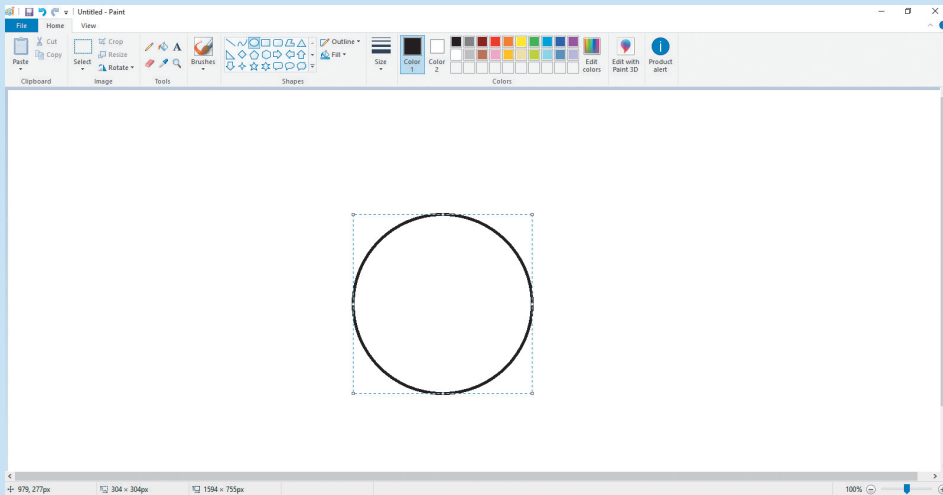 Untitled - Paint
File Home View
Paste
Cut
Copy
Clipboard
Select
Crop
Resize
Rotate
Image
Tools
Brushes
Outline
Fill
Shapes
Size
Color 1
Color 2
Edit colors
Colors
Edit with Paint 3D
Product alert
979, 277px 304 × 304px 1594 × 755px 100%